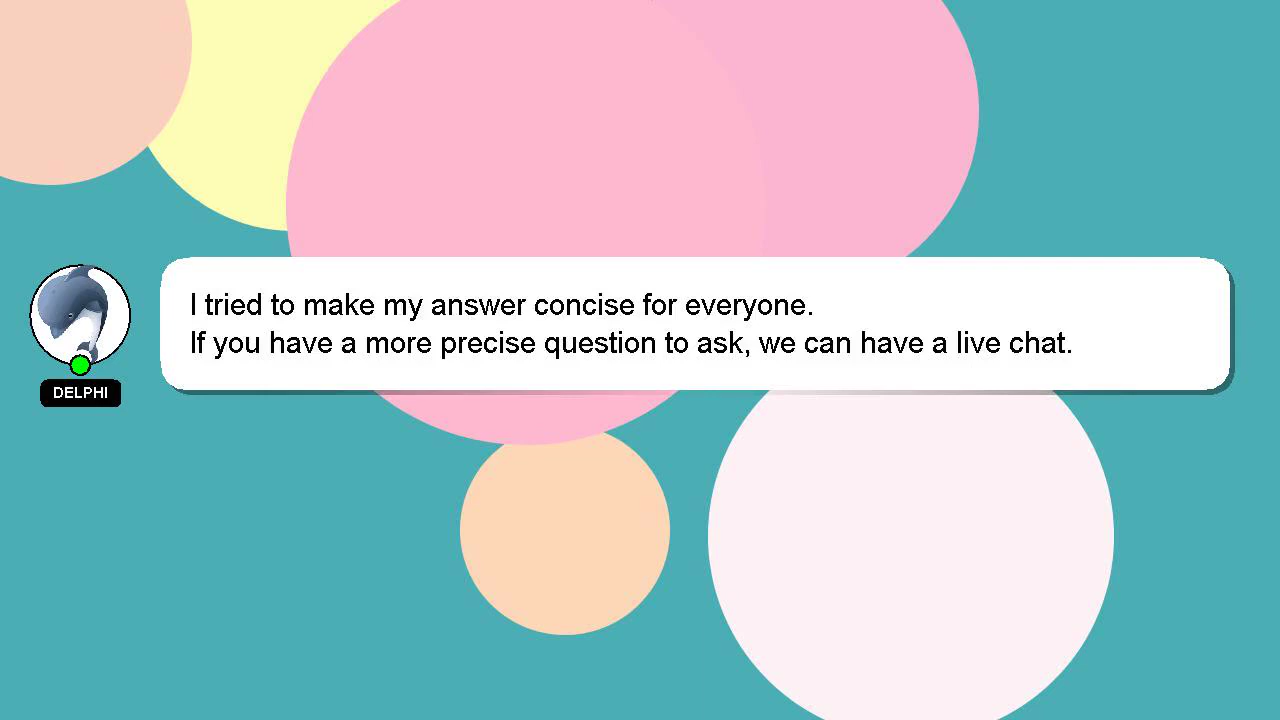 I tried to make my answer concise for everyone.
If you have a more precise question to ask, we can have a live chat.
DELPHI